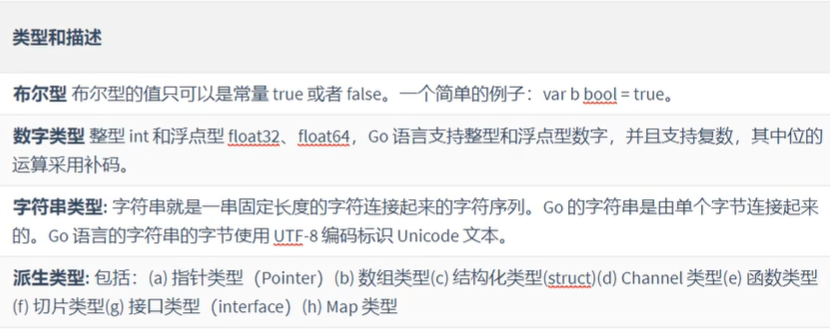 类型和描述
布尔型 布尔型的值只可以是常量 true 或者 false。一个简单的例子：var b bool = true。
数字类型 整型 int 和浮点型 float32、float64，Go 语言支持整型和浮点型数字，并且支持复数，其中位的
运算采用补码。
字符串类型: 字符串就是一串固定长度的字符连接起来的字符序列。Go 的字符串是由单个字节连接起来
的。Go 语言的字符串的字节使用 UTF-8 编码标识 Unicode 文本。
派生类型: 包括：(a) 指针类型（Pointer）(b) 数组类型(c) 结构化类型(struct)(d) Channel 类型(e) 函数类型
(f) 切片类型(g) 接口类型（interface）(h) Map 类型